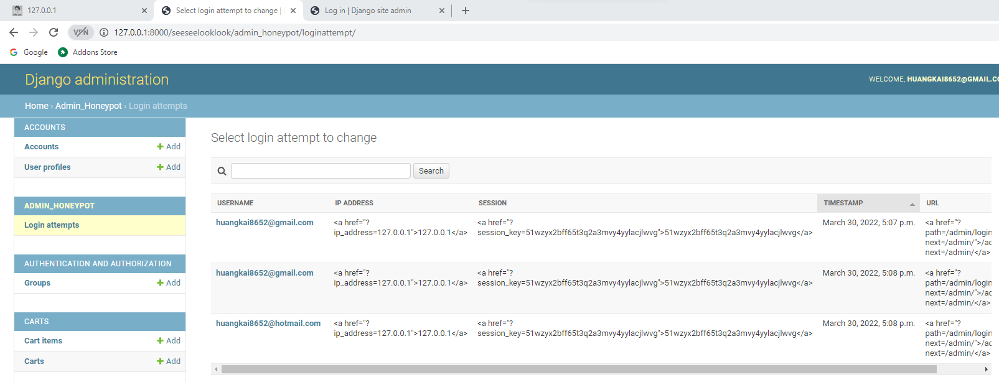 127.0.0.1
Select login attempt to change |
Log in | Django site admin
VPN
127.0.0.1:8000/seeseelooklook/admin_honeypot/loginattempt/
Google
Addons Store
Django administration
WELCOME, HUANGKAI8652@GMAIL.CO
Home › Admin_Honeypot › Login attempts
ACCOUNTS
Accounts
Add
User profiles
Add
ADMIN_HONEYPOT
Login attempts
AUTHENTICATION AND AUTHORIZATION
Groups
Add
CARTS
Cart items
Add
Carts
Add
Select login attempt to change
Search
USERNAME IP ADDRESS SESSION TIMESTAMP URL
huangkai8652@gmail.com
<a href="?
ip_address=127.0.0.1">127.0.0.1</a>
<a href="?
session_key=51wzyx2bff65t3q2a3mvy4yylacjlwvg">51wzyx2bff65t3q2a3mvy4yylacjlwvg</a>
March 30, 2022, 5:07 p.m.
<a href="?
path=/admin/login
next=/admin/">/ac
next=/admin/</a>
huangkai8652@gmail.com
<a href="?
ip_address=127.0.0.1">127.0.0.1</a>
<a href="?
session_key=51wzyx2bff65t3q2a3mvy4yylacjlwvg">51wzyx2bff65t3q2a3mvy4yylacjlwvg</a>
March 30, 2022, 5:08 p.m.
<a href="?
path=/admin/login
next=/admin/">/ac
next=/admin/</a>
huangkai8652@hotmail.com
<a href="?
ip_address=127.0.0.1">127.0.0.1</a>
<a href="?
session_key=51wzyx2bff65t3q2a3mvy4yylacjlwvg">51wzyx2bff65t3q2a3mvy4yylacjlwvg</a>
March 30, 2022, 5:08 p.m.
<a href="?
path=/admin/login
next=/admin/">/ac
next=/admin/</a>